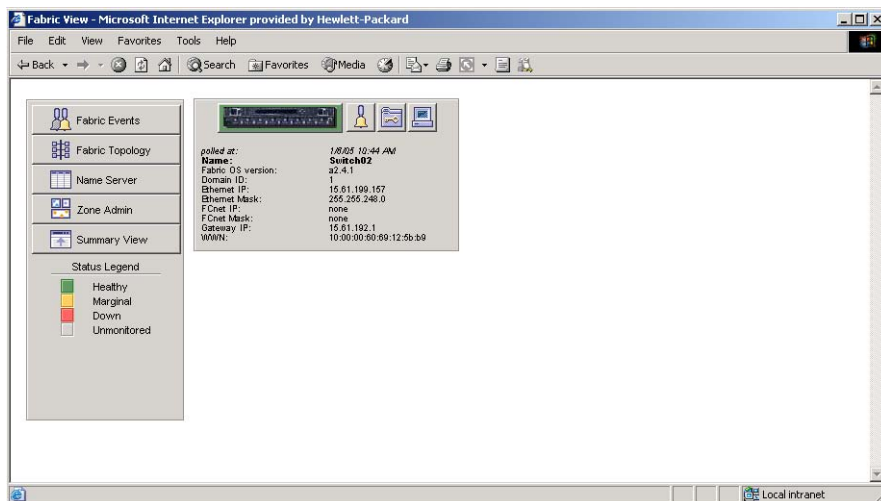 Fabric View - Microsoft Internet Explorer provided by Hewlett-Packard
File Edit View Favorites Tools Help
Back Search Favorites Media
Fabric Events
Fabric Topology
Name Server
Zone Admin
Summary View
Status Legend
Healthy
Marginal
Down
Unmonitored
polled at: 1/8/05 10:44 AM
Name: Switch02
Fabric OS version: a2.4.1
Domain ID: 1
Ethernet IP: 15.61.199.157
Ethernet Mask: 255.255.248.0
FCnet IP: none
FCnet Mask: none
Gateway IP: 15.61.192.1
WWN: 10:00:00:60:69:12:5b:b9
Local intranet